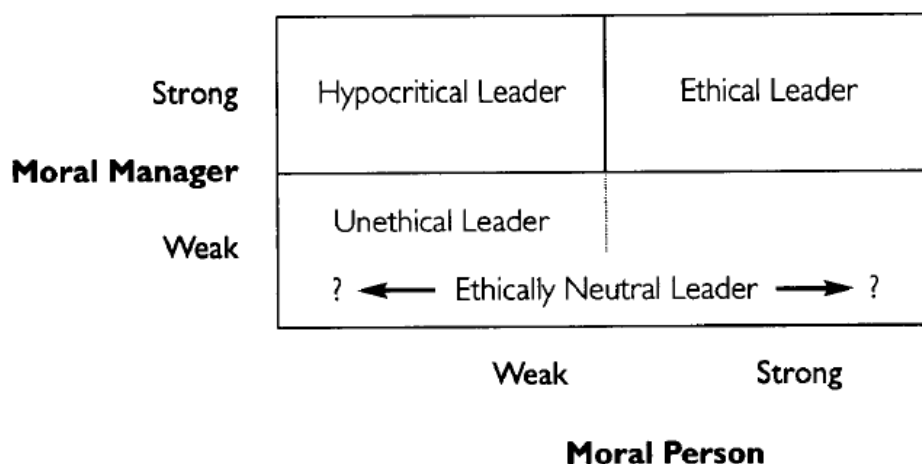 Strong
Hypocritical Leader
Ethical Leader
Moral Manager
Unethical Leader
Weak
? Ethically Neutral Leader ?
Weak
Strong
Moral Person